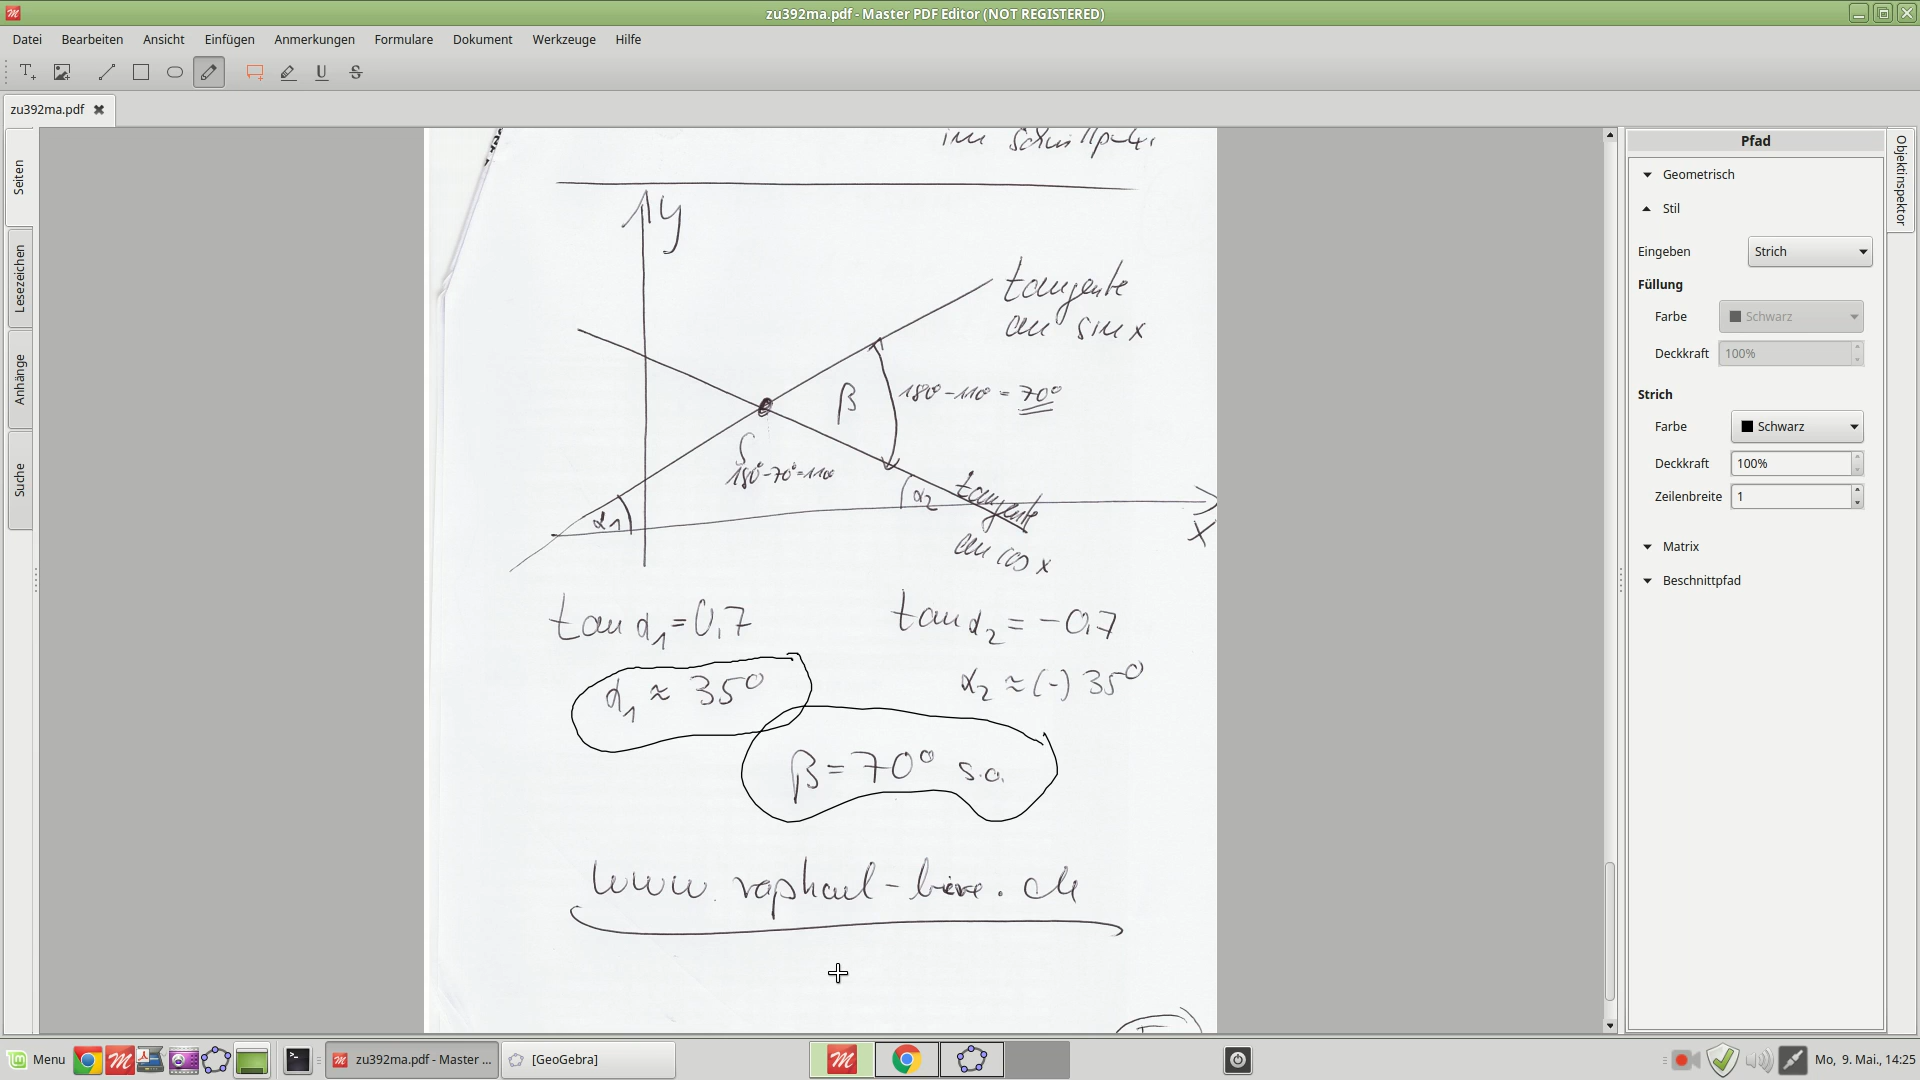 zu392ma.pdf - Master PDF Editor (NOT REGISTERED)
Datei Bearbeiten Ansicht Einfügen Anmerkungen Formulare Dokument Werkzeuge Hilfe
zu392ma.pdf
Seiten
Lesezeichen
Anhänge
Suche
im
y
tangente
an sin x
β
180° - 110° = 70°
S
180° - 70° = 110°
α1
α2
tangente
an cos x
x
tan α1 = 0,7
tan α2 = -0,7
α1 ≈ 35°
α2 ≈ (-) 35°
β = 70° s.o.
www.
Pfad
Geometrisch
Stil
Eingeben Strich
Füllung
Farbe Schwarz
Deckkraft 100%
Strich
Farbe Schwarz
Deckkraft 100%
Zeilenbreite 1
Matrix
Beschnittpfad
Objektinspektor
Menu
zu392ma.pdf - Master ...
[GeoGebra]
Mo, 9. Mai., 14:25